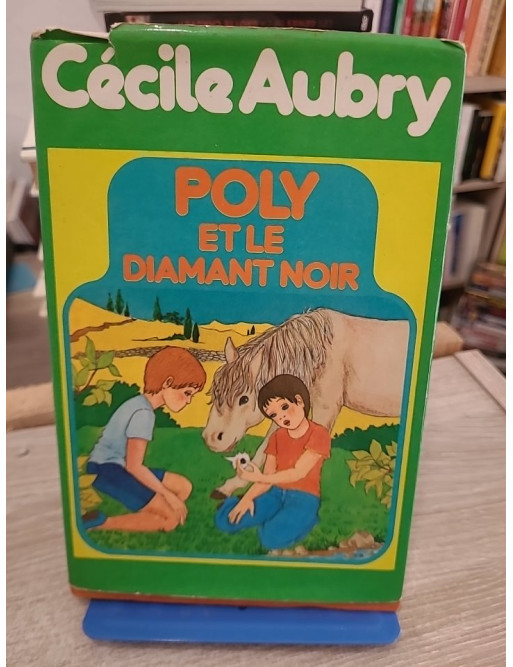 Cécile Aubry
POLY
ET LE
DIAMANT NOIR